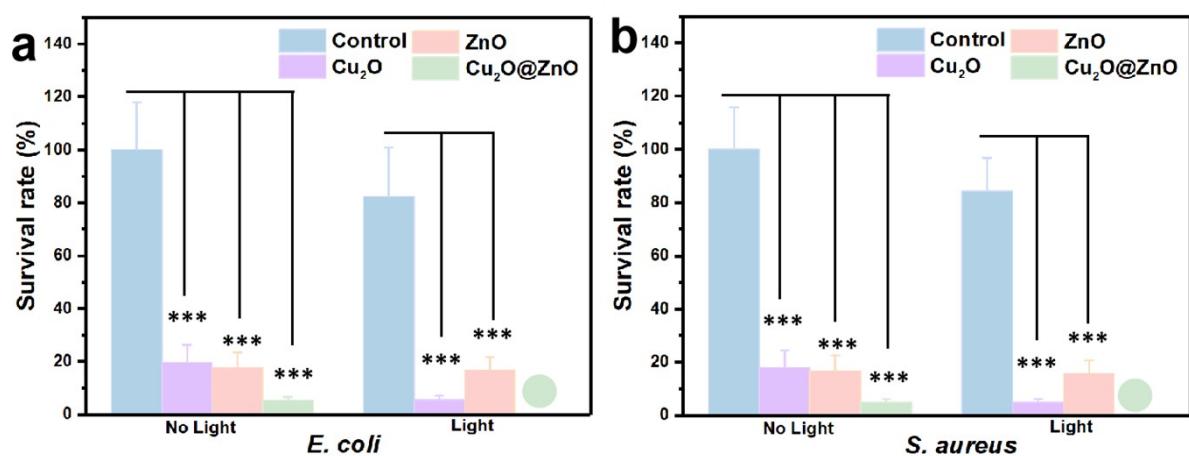 a
Survival rate (%)
140
120
100
80
60
40
20
0
Control
ZnO
Cu₂O
Cu₂O@ZnO
***
***
***
***
***
No Light
Light
E. coli
b
Survival rate (%)
140
120
100
80
60
40
20
0
Control
ZnO
Cu₂O
Cu₂O@ZnO
***
***
***
***
***
No Light
Light
S. aureus